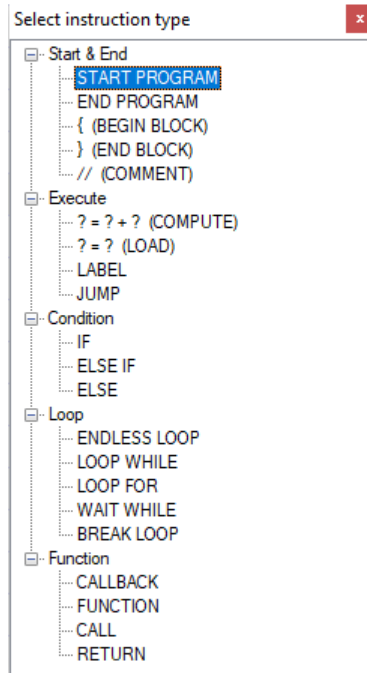 Select instruction type
x
Start & End
START PROGRAM
END PROGRAM
{ (BEGIN BLOCK)
} (END BLOCK)
// (COMMENT)
Execute
? = ? + ? (COMPUTE)
? = ? (LOAD)
LABEL
JUMP
Condition
IF
ELSE IF
ELSE
Loop
ENDLESS LOOP
LOOP WHILE
LOOP FOR
WAIT WHILE
BREAK LOOP
Function
CALLBACK
FUNCTION
CALL
RETURN